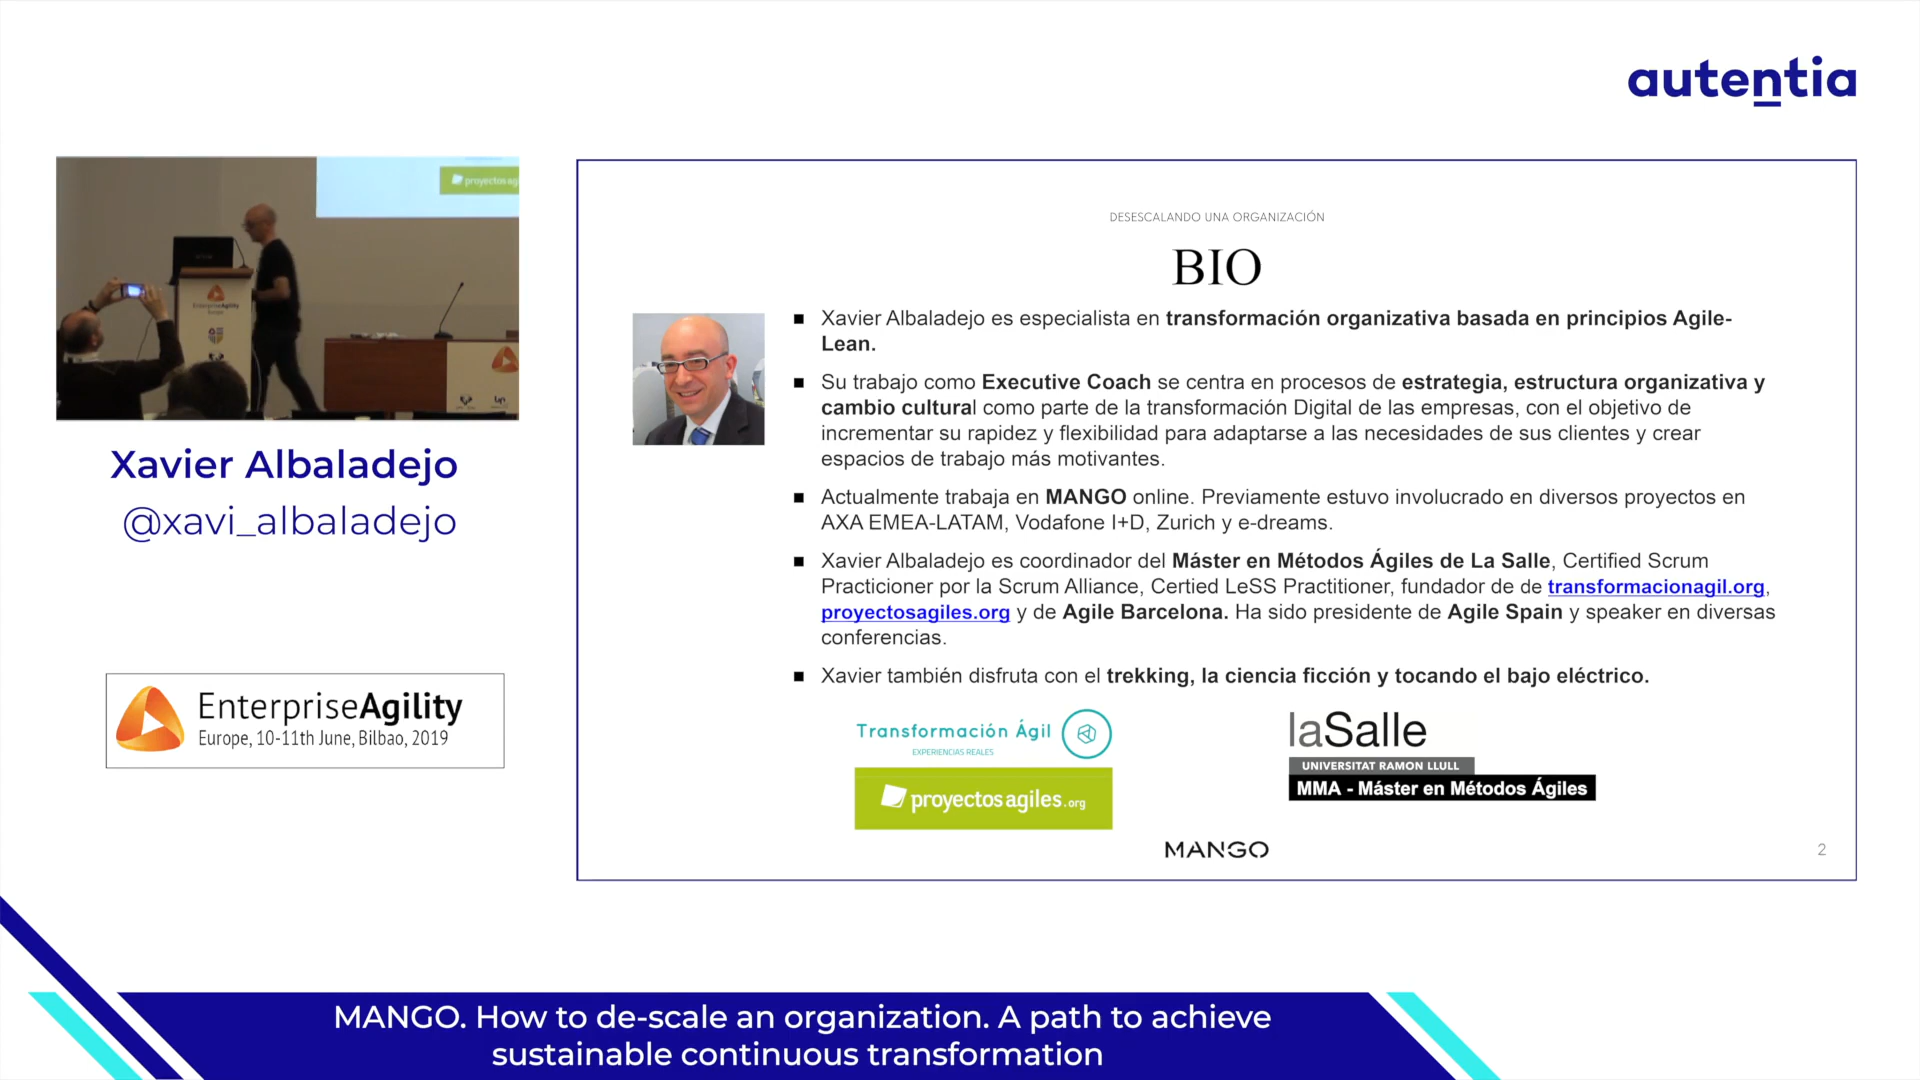 autentia
proyectos ag
EnterpriseAgility
Xavier Albaladejo
@xavi_albaladejo
EnterpriseAgility
Europe, 10-11th June, Bilbao, 2019
DESESCALANDO UNA ORGANIZACIÓN
BIO
■ Xavier Albaladejo es especialista en transformación organizativa basada en principios Agile-
Lean.
■ Su trabajo como Executive Coach se centra en procesos de estrategia, estructura organizativa y
cambio cultural como parte de la transformación Digital de las empresas, con el objetivo de
incrementar su rapidez y flexibilidad para adaptarse a las necesidades de sus clientes y crear
espacios de trabajo más motivantes.
■ Actualmente trabaja en MANGO online. Previamente estuvo involucrado en diversos proyectos en
AXA EMEA-LATAM, Vodafone I+D, Zurich y e-dreams.
■ Xavier Albaladejo es coordinador del Máster en Métodos Ágiles de La Salle, Certified Scrum
Practicioner por la Scrum Alliance, Certied LeSS Practitioner, fundador de de transformacionagil.org,
proyectosagiles.org y de Agile Barcelona. Ha sido presidente de Agile Spain y speaker en diversas
conferencias.
■ Xavier también disfruta con el trekking, la ciencia ficción y tocando el bajo eléctrico.
Transformación Ágil
EXPERIENCIAS REALES
proyectosagiles.org
laSalle
UNIVERSITAT RAMON LLULL
MMA - Máster en Métodos Ágiles
MANGO
2
MANGO. How to de-scale an organization. A path to achieve
sustainable continuous transformation